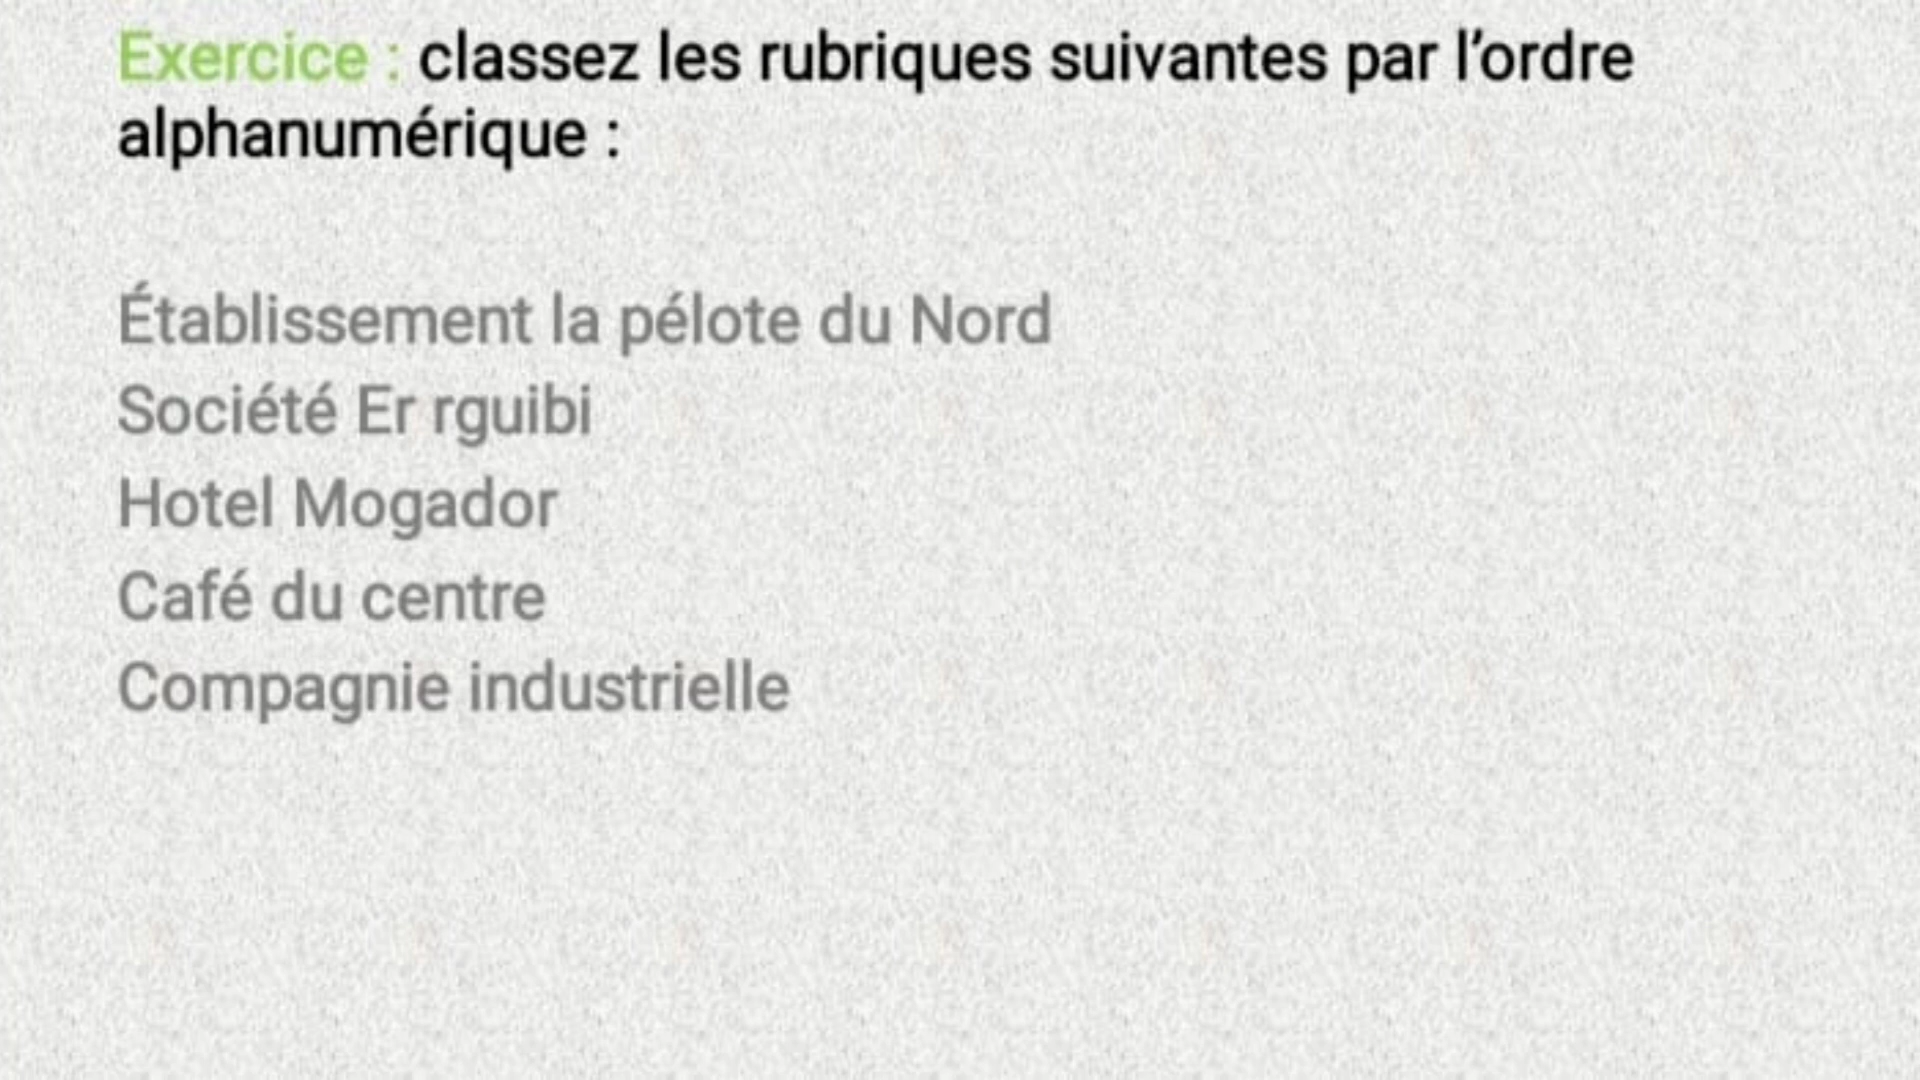 Exercice : classez les rubriques suivantes par l’ordre
alphanumérique :
Établissement la pélote du Nord
Société Er rguibi
Hotel Mogador
Café du centre
Compagnie industrielle